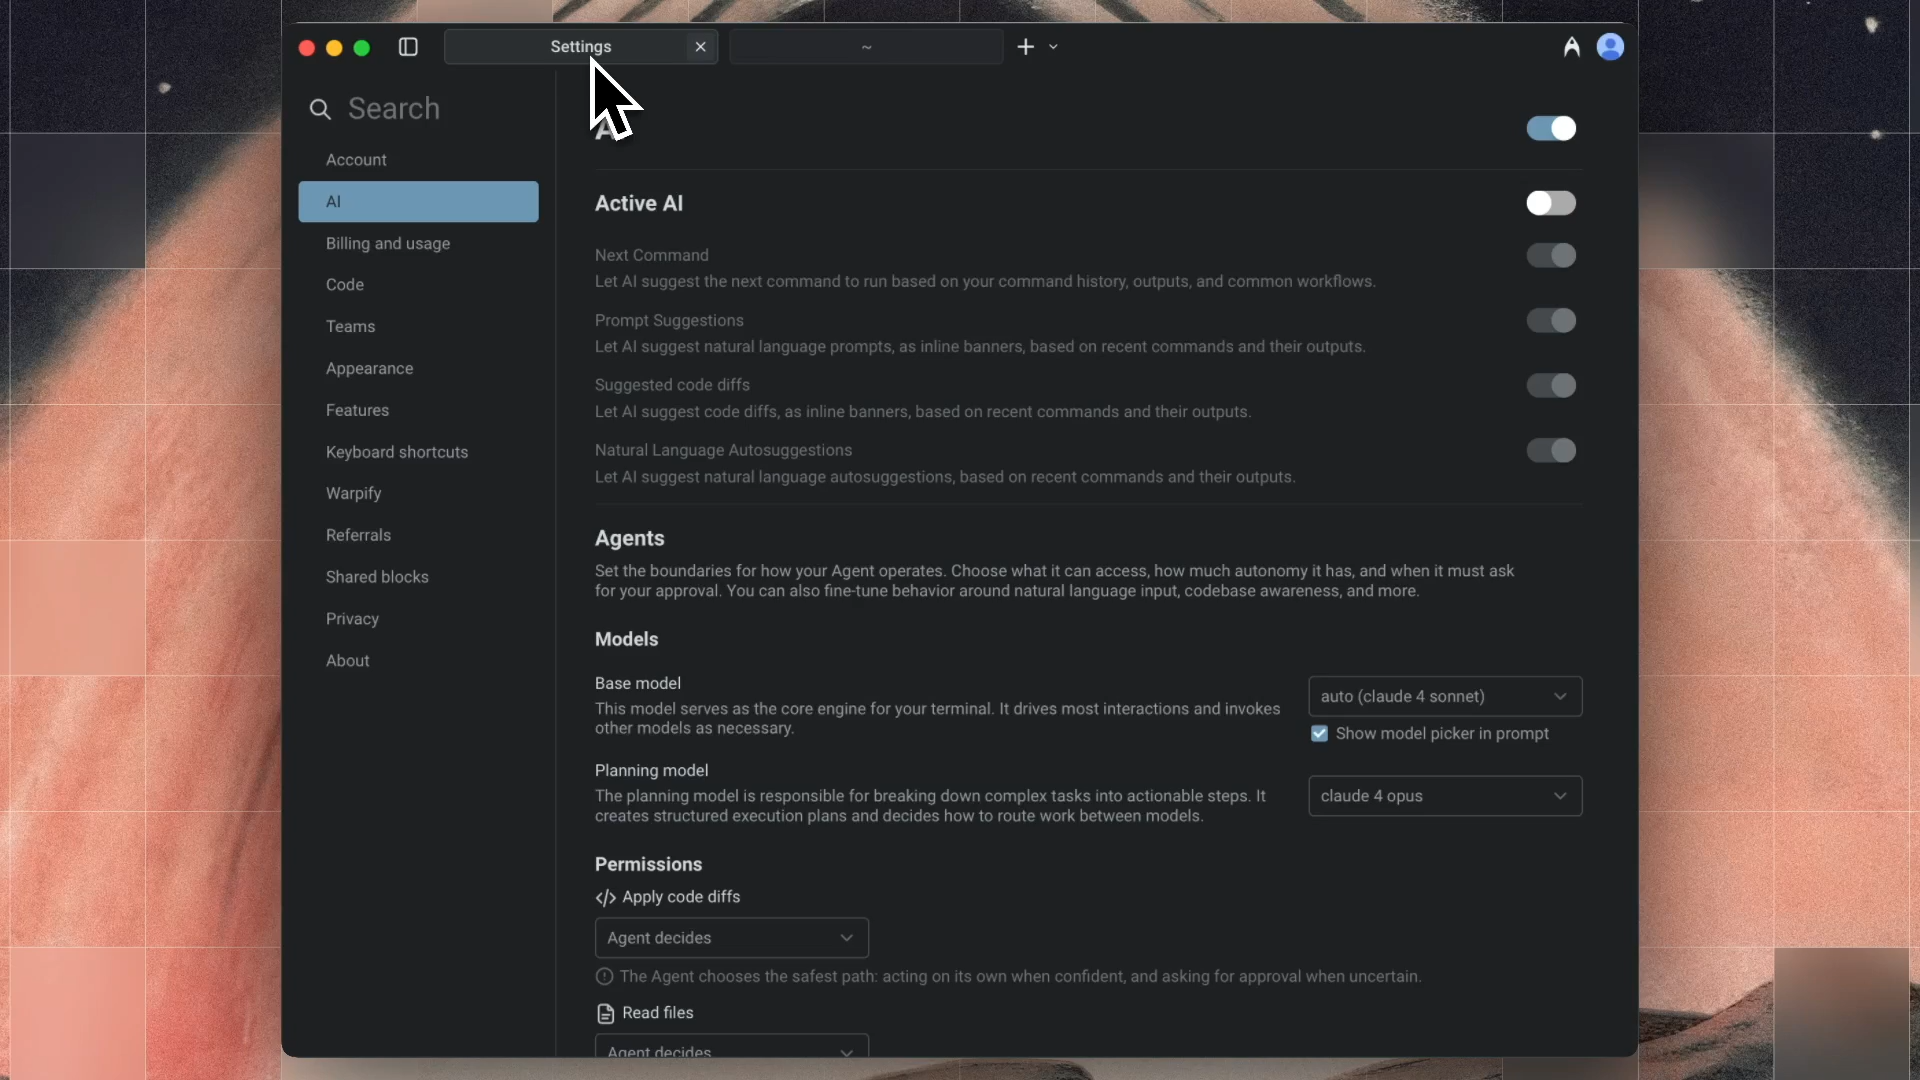 Settings
~
Search
Account
AI
Billing and usage
Code
Teams
Appearance
Features
Keyboard shortcuts
Warpify
Referrals
Shared blocks
Privacy
About
Active AI
Next Command
Let AI suggest the next command to run based on your command history, outputs, and common workflows.
Prompt Suggestions
Let AI suggest natural language prompts, as inline banners, based on recent commands and their outputs.
Suggested code diffs
Let AI suggest code diffs, as inline banners, based on recent commands and their outputs.
Natural Language Autosuggestions
Let AI suggest natural language autosuggestions, based on recent commands and their outputs.
Agents
Set the boundaries for how your Agent operates. Choose what it can access, how much autonomy it has, and when it must ask
for your approval. You can also fine-tune behavior around natural language input, codebase awareness, and more.
Models
Base model
This model serves as the core engine for your terminal. It drives most interactions and invokes
other models as necessary.
auto (claude 4 sonnet)
Show model picker in prompt
Planning model
The planning model is responsible for breaking down complex tasks into actionable steps. It
creates structured execution plans and decides how to route work between models.
claude 4 opus
Permissions
</> Apply code diffs
Agent decides
The Agent chooses the safest path: acting on its own when confident, and asking for approval when uncertain.
Read files
Agent decides